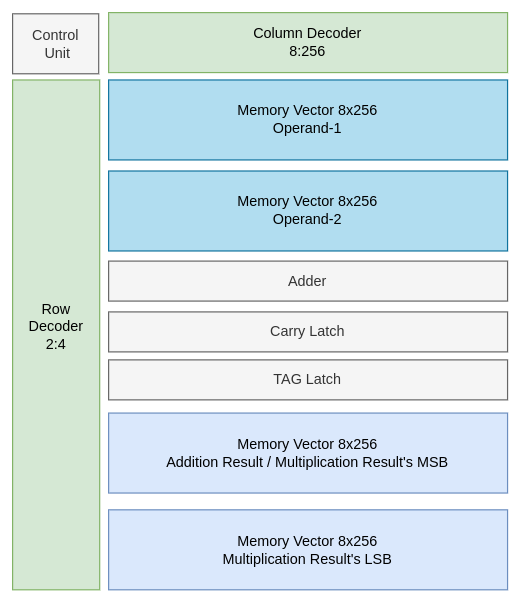 Control
Unit
Column Decoder
8:256
Memory Vector 8x256
Operand-1
Memory Vector 8x256
Operand-2
Adder
Row
Decoder
2:4
Carry Latch
TAG Latch
Memory Vector 8x256
Addition Result / Multiplication Result's MSB
Memory Vector 8x256
Multiplication Result's LSB